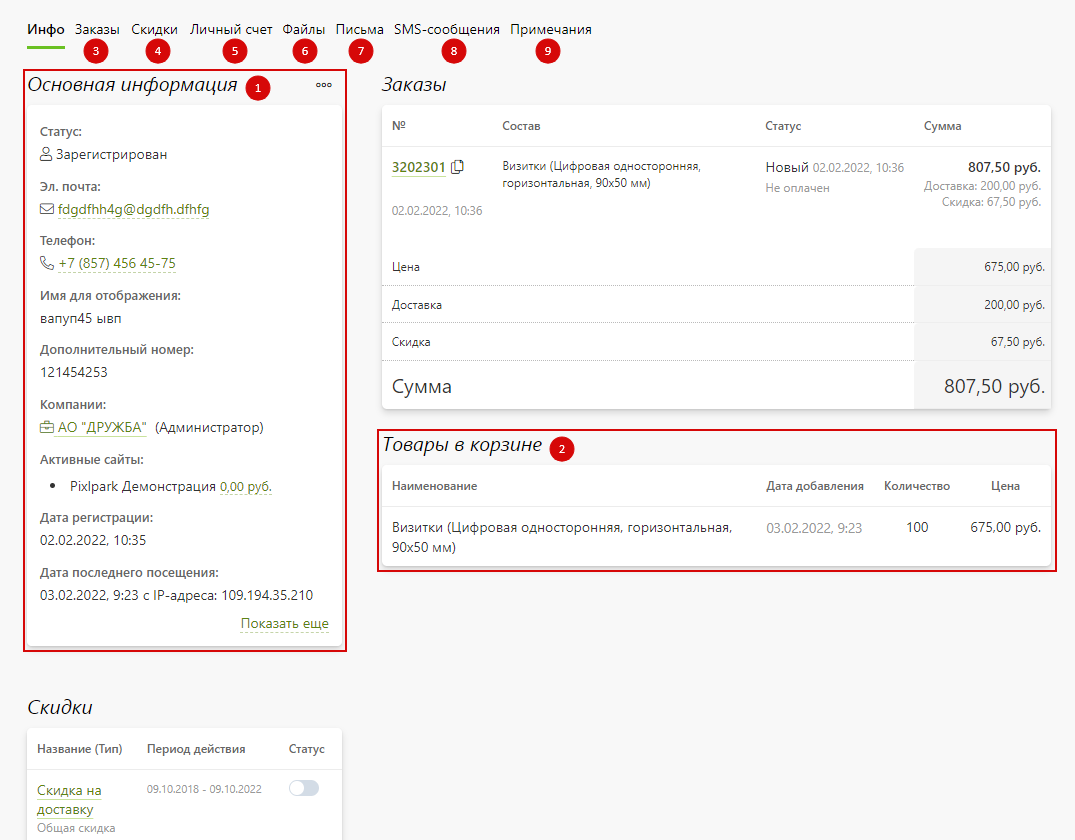 Инфо Заказы Скидки Личный счет Файлы Письма SMS-сообщения Примечания
3 4 5 6 7 8 9
Основная информация 1
Статус:
Зарегистрирован
Эл. почта:
fdgdfhh4g@dgdfh.dfhfg
Телефон:
+7 (857) 456 45-75
Имя для отображения:
вапуп45 ывп
Дополнительный номер:
121454253
Компании:
АО "ДРУЖБА" (Администратор)
Активные сайты:
• Pixlpark Демонстрация 0,00 руб.
Дата регистрации:
02.02.2022, 10:35
Дата последнего посещения:
03.02.2022, 9:23 с IP-адреса: 109.194.35.210
Показать еще
Заказы
№ Состав Статус Сумма
3202301 Визитки (Цифровая односторонняя, Новый 02.02.2022, 10:36 807,50 руб.
горизонтальная, 90x50 мм) Не оплачен Доставка: 200,00 руб.
Скидка: 67,50 руб.
02.02.2022, 10:36
Цена 675,00 руб.
Доставка 200,00 руб.
Скидка 67,50 руб.
Сумма 807,50 руб.
Товары в корзине 2
Наименование Дата добавления Количество Цена
Визитки (Цифровая односторонняя, горизонтальная, 03.02.2022, 9:23 100 675,00 руб.
90x50 мм)
Скидки
Название (Тип) Период действия Статус
Скидка на 09.10.2018 - 09.10.2022
доставку
Общая скидка